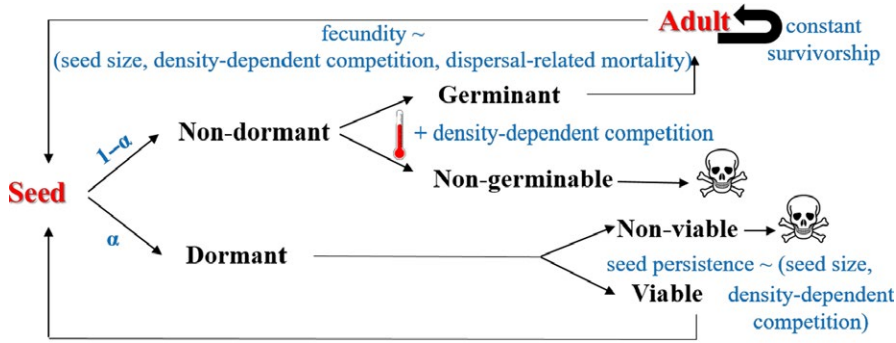 Adult
constant
survivorship
fecundity ~
(seed size, density-dependent competition, dispersal-related mortality)
Germinant
Non-dormant
+ density-dependent competition
1−α
Non-germinable
Seed
α
Dormant
Non-viable
seed persistence ~ (seed size,
Viable
density-dependent
competition)